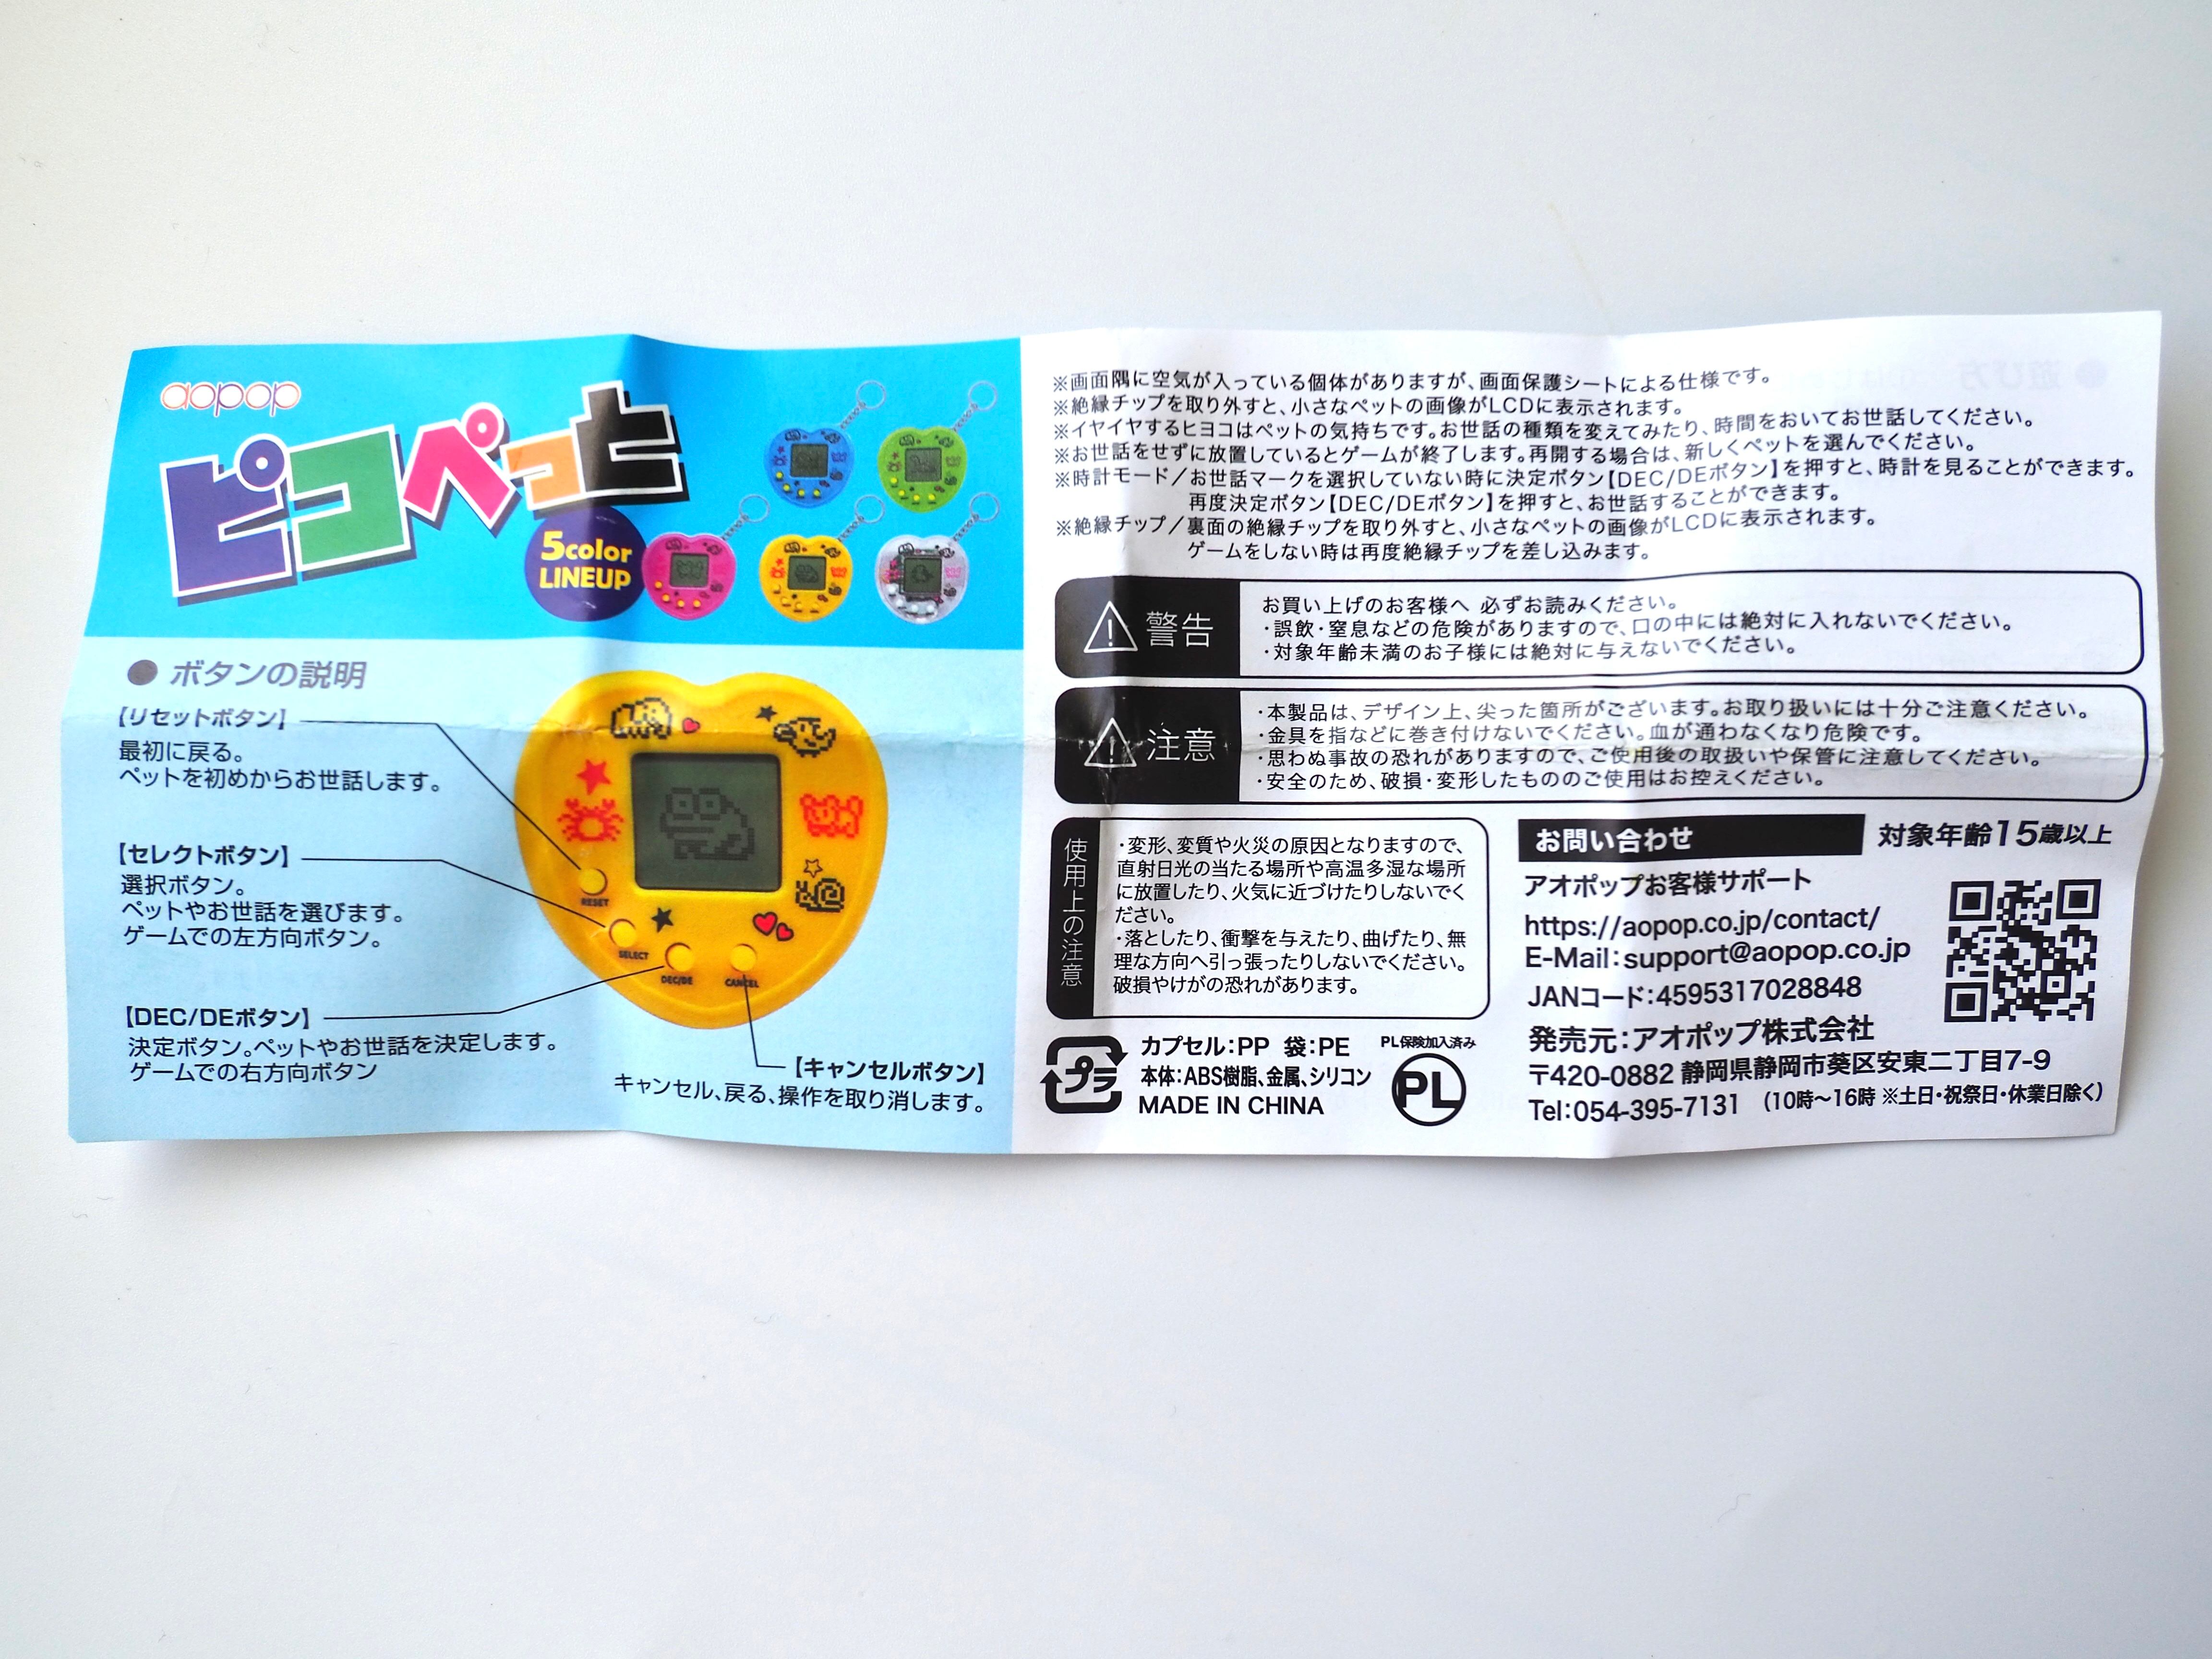 aopop
ピコペっと
5color
LINEUP
● ボタンの説明
【リセットボタン】
最初に戻る。
ペットを初めからお世話します。
【セレクトボタン】
選択ボタン。
ペットやお世話を選びます。
ゲームでの左方向ボタン。
【DEC/DEボタン】
決定ボタン。ペットやお世話を決定します。
ゲームでの右方向ボタン
【キャンセルボタン】
キャンセル、戻る、操作を取り消します。
RESET
SELECT
DEC/DE
CANCEL
※画面隅に空気が入っている個体がありますが、画面保護シートによる仕様です。
※絶縁チップを取り外すと、小さなペットの画像がLCDに表示されます。
※イヤイヤするヒヨコはペットの気持ちです。お世話の種類を変えてみたり、時間をおいてお世話してください。
※お世話をせずに放置しているとゲームが終了します。再開する場合は、新しくペットを選んでください。
※時計モード/お世話マークを選択していない時に決定ボタン【DEC/DEボタン】を押すと、時計を見ることができます。
再度決定ボタン【DEC/DEボタン】を押すと、お世話することができます。
※絶縁チップ/裏面の絶縁チップを取り外すと、小さなペットの画像がLCDに表示されます。
ゲームをしない時は再度絶縁チップを差し込みます。
警告
お買い上げのお客様へ 必ずお読みください。
・誤飲・窒息などの危険がありますので、口の中には絶対に入れないでください。
・対象年齢未満のお子様には絶対に与えないでください。
注意
・本製品は、デザイン上、尖った箇所がございます。お取り扱いには十分ご注意ください。
・金具を指などに巻き付けないでください。血が通わなくなり危険です。
・思わぬ事故の恐れがありますので、ご使用後の取扱いや保管に注意してください。
・安全のため、破損・変形したもののご使用はお控えください。
使用上の注意
・変形、変質や火災の原因となりますので、
直射日光の当たる場所や高温多湿な場所
に放置したり、火気に近づけたりしないでく
ださい。
・落としたり、衝撃を与えたり、曲げたり、無
理な方向へ引っ張ったりしないでください。
破損やけがの恐れがあります。
プラ
カプセル:PP 袋:PE
本体:ABS樹脂、金属、シリコン
MADE IN CHINA
PL保険加入済み
PL
お問い合わせ
対象年齢15歳以上
アオポップお客様サポート
https://aopop.co.jp/contact/
E-Mail:support@aopop.co.jp
JANコード:4595317028848
発売元:アオポップ株式会社
〒420-0882 静岡県静岡市葵区安東二丁目7-9
Tel:054-395-7131 (10時〜16時 ※土日・祝祭日・休業日除く)